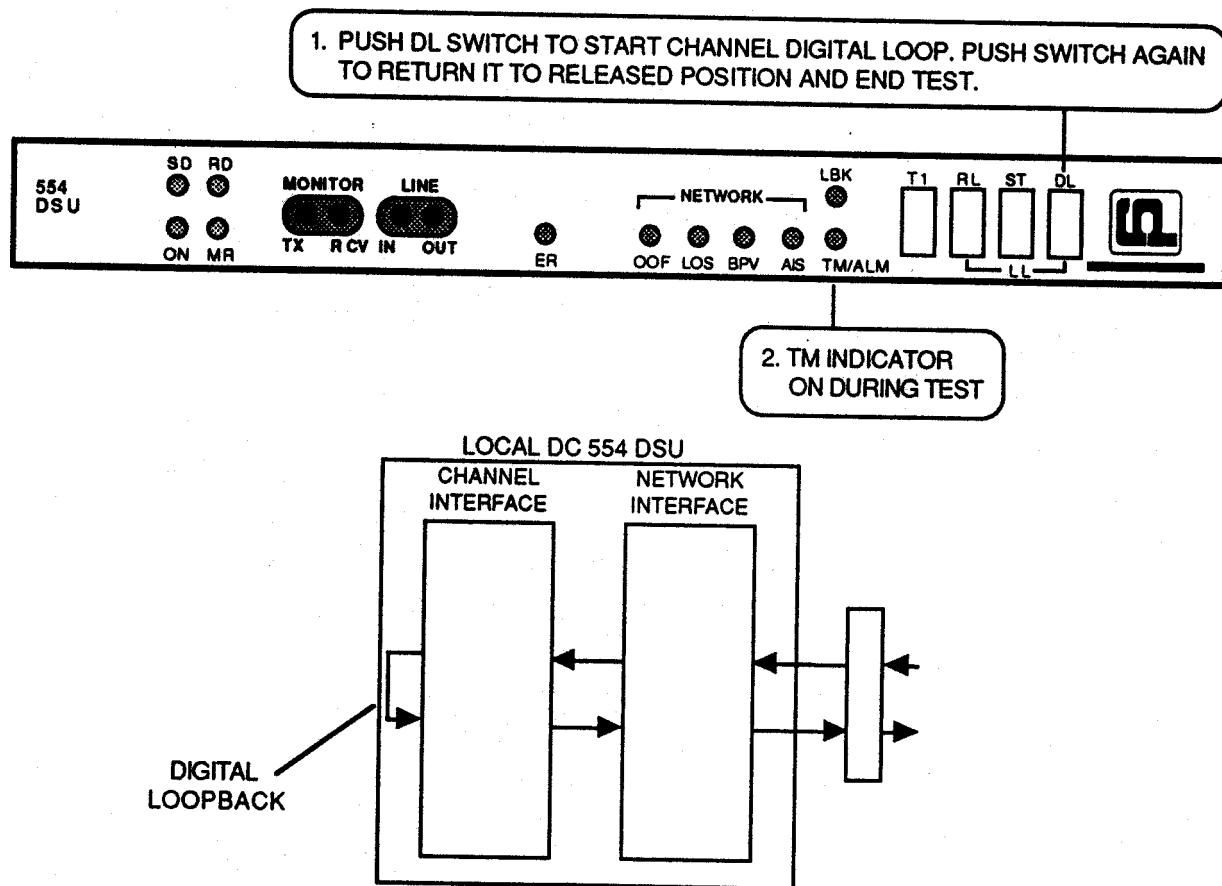 1. PUSH DL SWITCH TO START CHANNEL DIGITAL LOOP. PUSH SWITCH AGAIN
TO RETURN IT TO RELEASED POSITION AND END TEST.
554
DSU
SD RD
ON MR
MONITOR LINE
TX RCV IN OUT
ER
NETWORK
OOF LOS BPV AIS
LBK
TM/ALM
T1 RL ST DL
LL
2. TM INDICATOR
ON DURING TEST
LOCAL DC 554 DSU
CHANNEL
INTERFACE
NETWORK
INTERFACE
DIGITAL
LOOPBACK